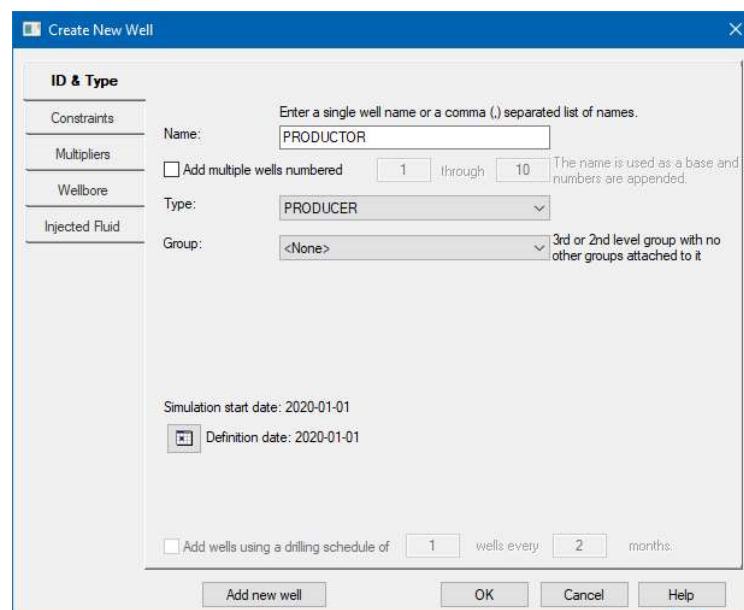 Create New Well
ID & Type
Constraints
Multipliers
Wellbore
Injected Fluid
Enter a single well name or a comma (,) separated list of names.
Name: PRODUCTOR
Add multiple wells numbered 1 through 10 The name is used as a base and
numbers are appended.
Type: PRODUCER
Group: <None> 3rd or 2nd level group with no
other groups attached to it
Simulation start date: 2020-01-01
Definition date: 2020-01-01
Add wells using a drilling schedule of 1 wells every 2 months.
Add new well OK Cancel Help